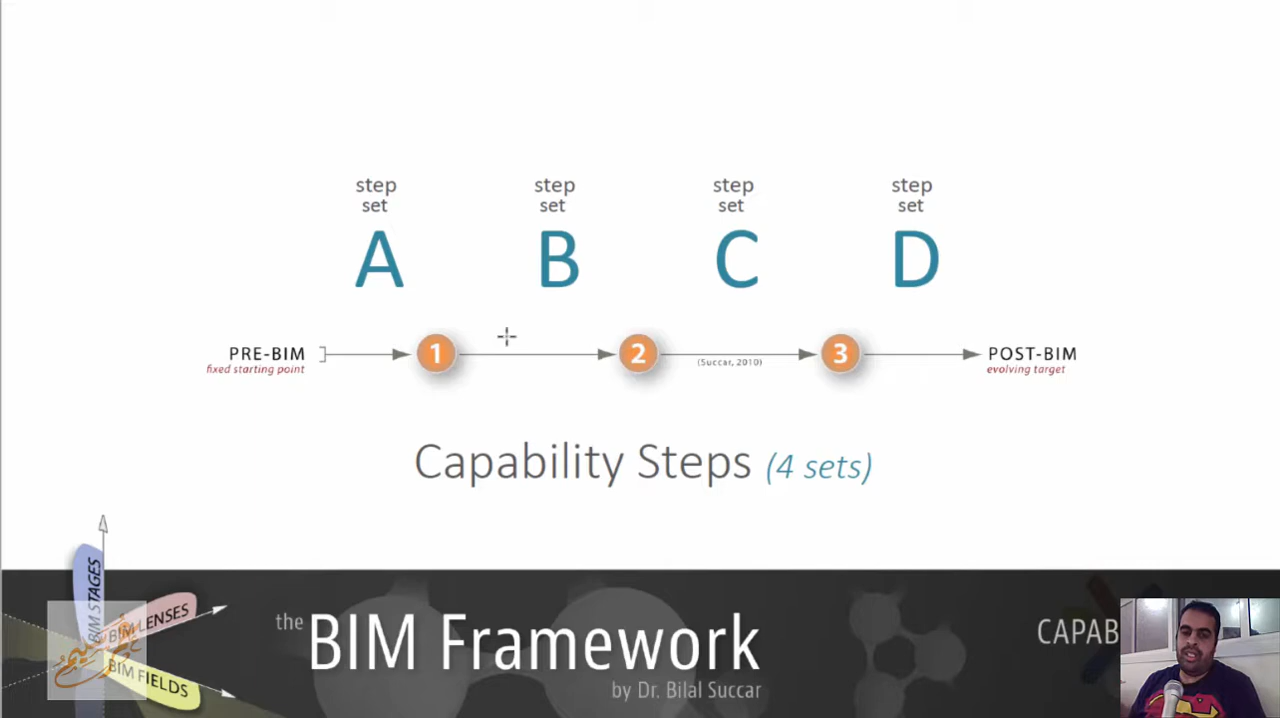 step
set
A
step
set
B
step
set
C
step
set
D
PRE-BIM
fixed starting point
1
2
(Succar, 2010)
3
POST-BIM
evolving target
Capability Steps (4 sets)
BIM STAGES
BIM LENSES
BIM FIELDS
the BIM Framework
by Dr. Bilal Succar
CAPAB